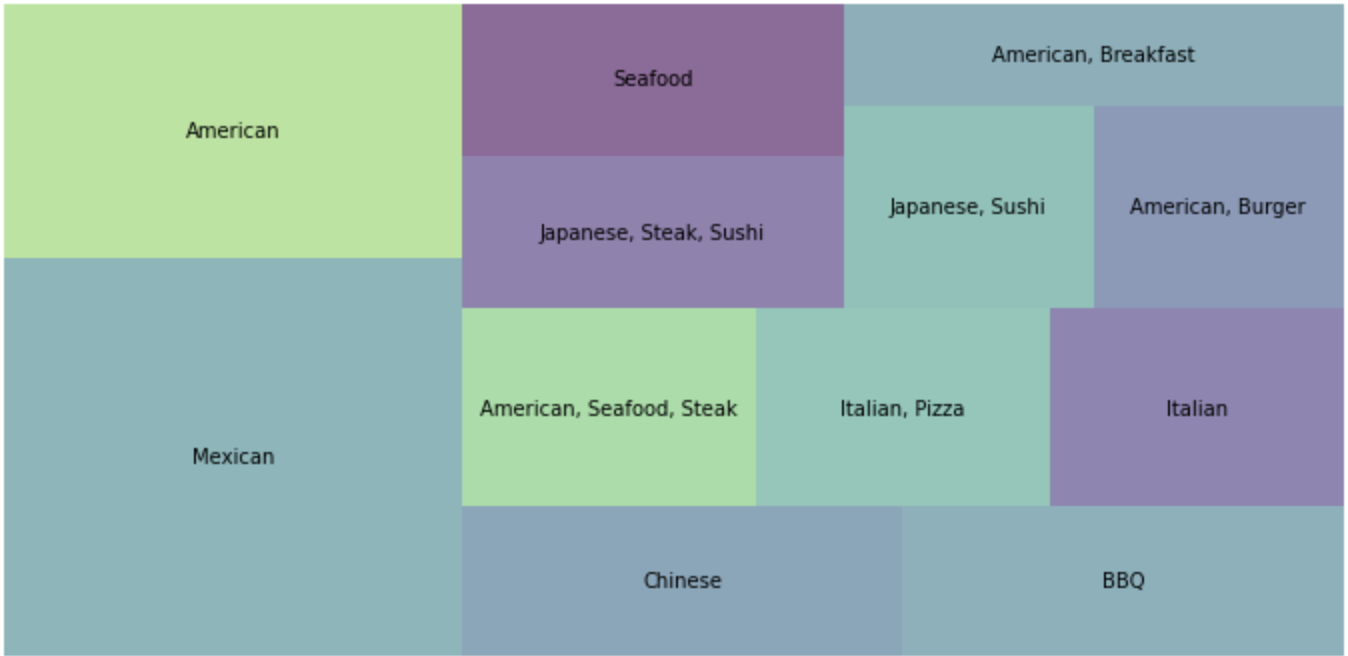 American
Mexican
Seafood
Japanese, Steak, Sushi
American, Breakfast
Japanese, Sushi
American, Burger
American, Seafood, Steak
Italian, Pizza
Italian
Chinese
BBQ